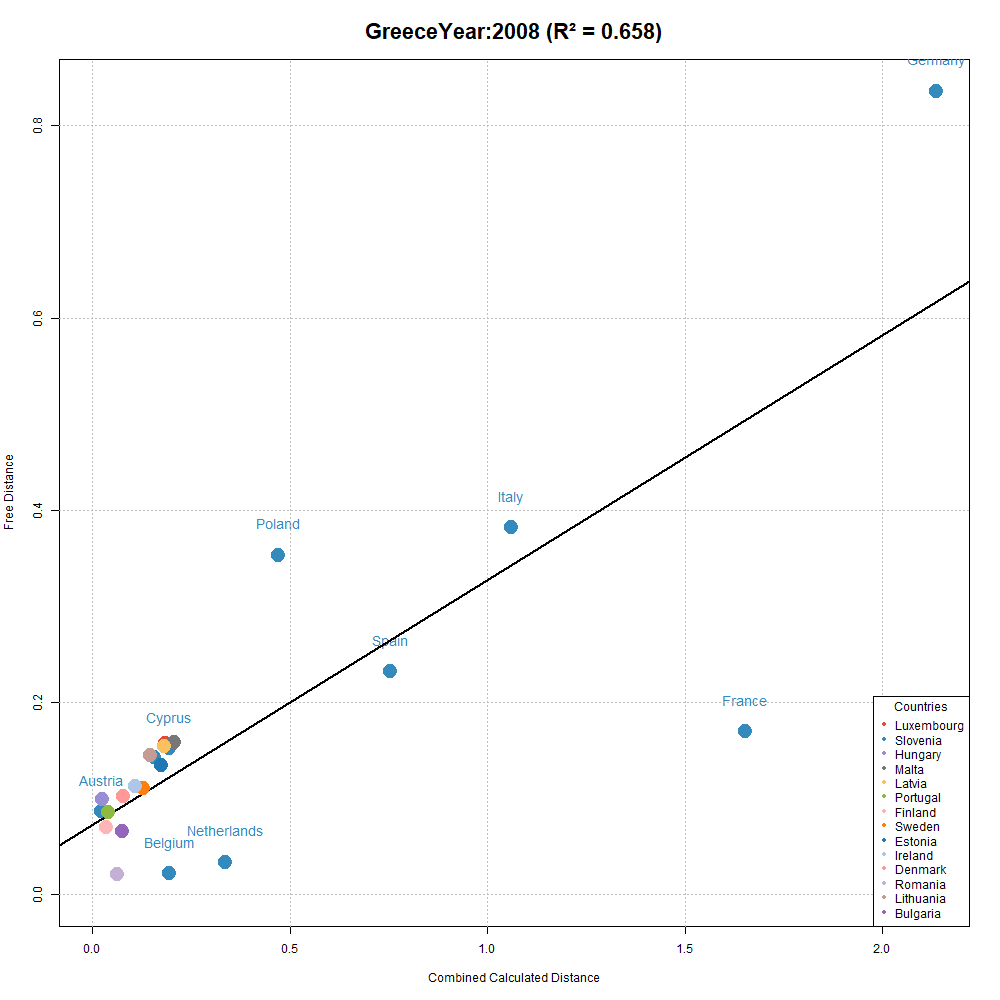 GreeceYear:2008 (R² = 0.658)
Germany
0.8
0.6
Free Distance
0.4
Italy
Poland
Spain
0.2
France
Cyprus
Austria
Netherlands
Belgium
0.0
Countries
Luxembourg
Slovenia
Hungary
Malta
Latvia
Portugal
Finland
Sweden
Estonia
Ireland
Denmark
Romania
Lithuania
Bulgaria
0.0 0.5 1.0 1.5 2.0
Combined Calculated Distance